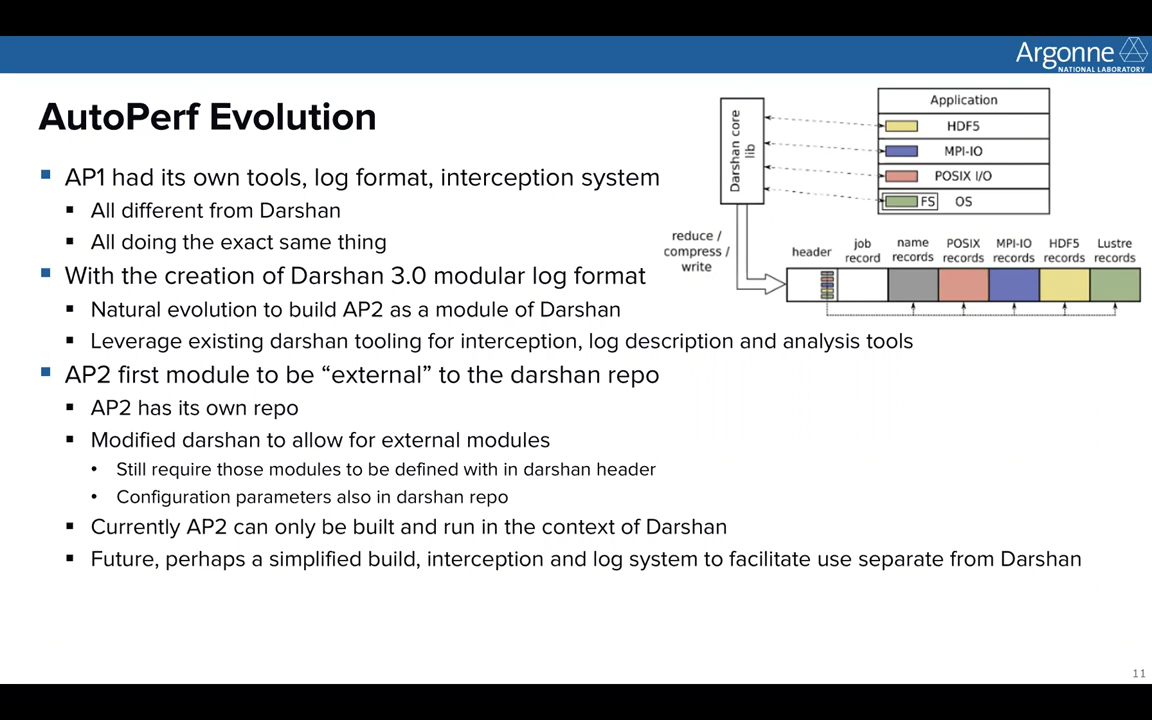 Argonne
NATIONAL LABORATORY
AutoPerf Evolution
AP1 had its own tools, log format, interception system
All different from Darshan
All doing the exact same thing
With the creation of Darshan 3.0 modular log format
Natural evolution to build AP2 as a module of Darshan
Leverage existing darshan tooling for interception, log description and analysis tools
AP2 first module to be “external” to the darshan repo
AP2 has its own repo
Modified darshan to allow for external modules
Still require those modules to be defined with in darshan header
Configuration parameters also in darshan repo
Currently AP2 can only be built and run in the context of Darshan
Future, perhaps a simplified build, interception and log system to facilitate use separate from Darshan
Darshan core
lib
Application
HDF5
MPI-IO
POSIX I/O
FS OS
reduce /
compress /
write
header
job
record
name
records
POSIX
records
MPI-IO
records
HDF5
records
Lustre
records
11